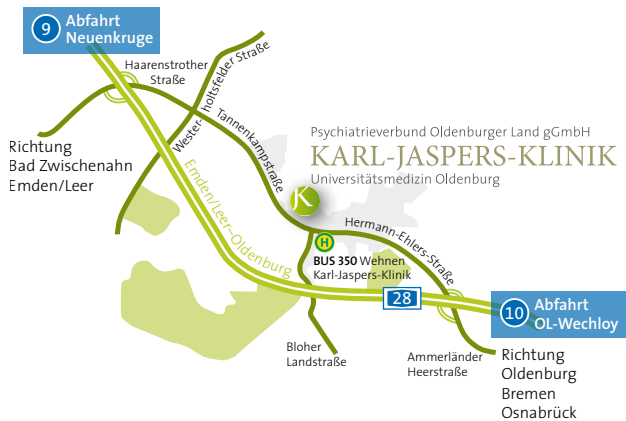 9
Abfahrt
Neuenkruge
Haarenstrother
Straße
Wester-
holtsfelder Straße
Tannenkampstraße
Richtung
Bad Zwischenahn
Emden/Leer
Psychiatrieverbund Oldenburger Land gGmbH
KARL-JASPERS-KLINIK
Universitätsmedizin Oldenburg
K
Emden/Leer–Oldenburg
Hermann-Ehlers-Straße
H
BUS 350 Wehnen
Karl-Jaspers-Klinik
28
10
Abfahrt
OL-Wechloy
Bloher
Landstraße
Ammerländer
Heerstraße
Richtung
Oldenburg
Bremen
Osnabrück